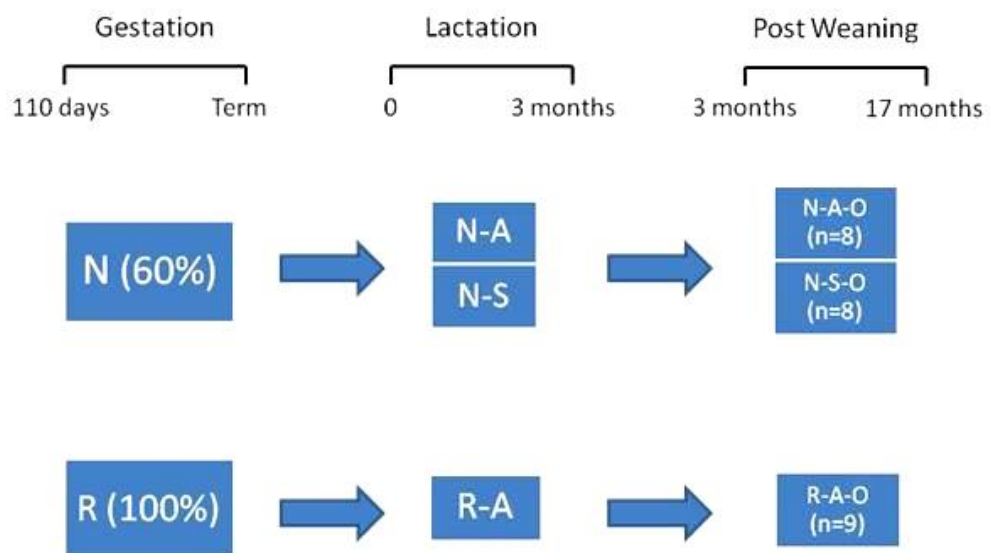 Gestation
Lactation
Post Weaning
110 days
Term
0
3 months
3 months
17 months
N (60%)
N-A
N-S
N-A-O
(n=8)
N-S-O
(n=8)
R (100%)
R-A
R-A-O
(n=9)